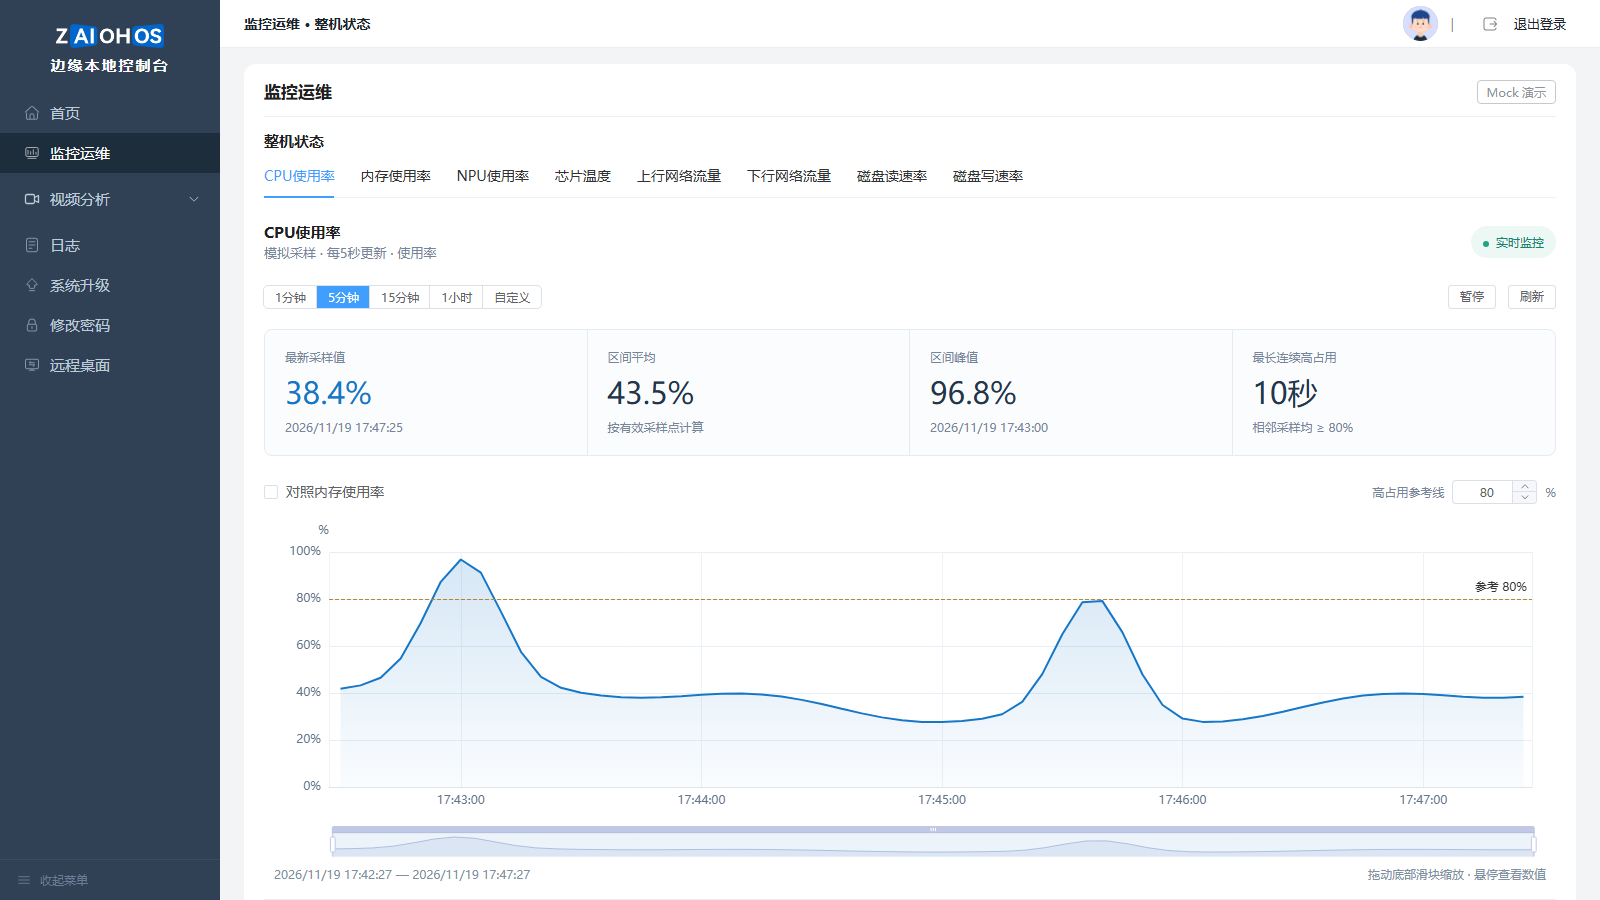 ZAIOHOS
边缘本地控制台
首页
监控运维
视频分析
日志
系统升级
修改密码
远程桌面
收起菜单
监控运维 • 整机状态
退出登录
监控运维
Mock 演示
整机状态
CPU使用率 内存使用率 NPU使用率 芯片温度 上行网络流量 下行网络流量 磁盘读速率 磁盘写速率
CPU使用率
模拟采样 · 每5秒更新 · 使用率
实时监控
1分钟 5分钟 15分钟 1小时 自定义
暂停 刷新
最新采样值
38.4%
2026/11/19 17:47:25
区间平均
43.5%
按有效采样点计算
区间峰值
96.8%
2026/11/19 17:43:00
最长连续高占用
10秒
相邻采样均 ≥ 80%
对照内存使用率
高占用参考线 80 %
%
100%
80%
60%
40%
20%
0%
参考 80%
17:43:00 17:44:00 17:45:00 17:46:00 17:47:00
2026/11/19 17:42:27 — 2026/11/19 17:47:27
拖动底部滑块缩放 · 悬停查看数值